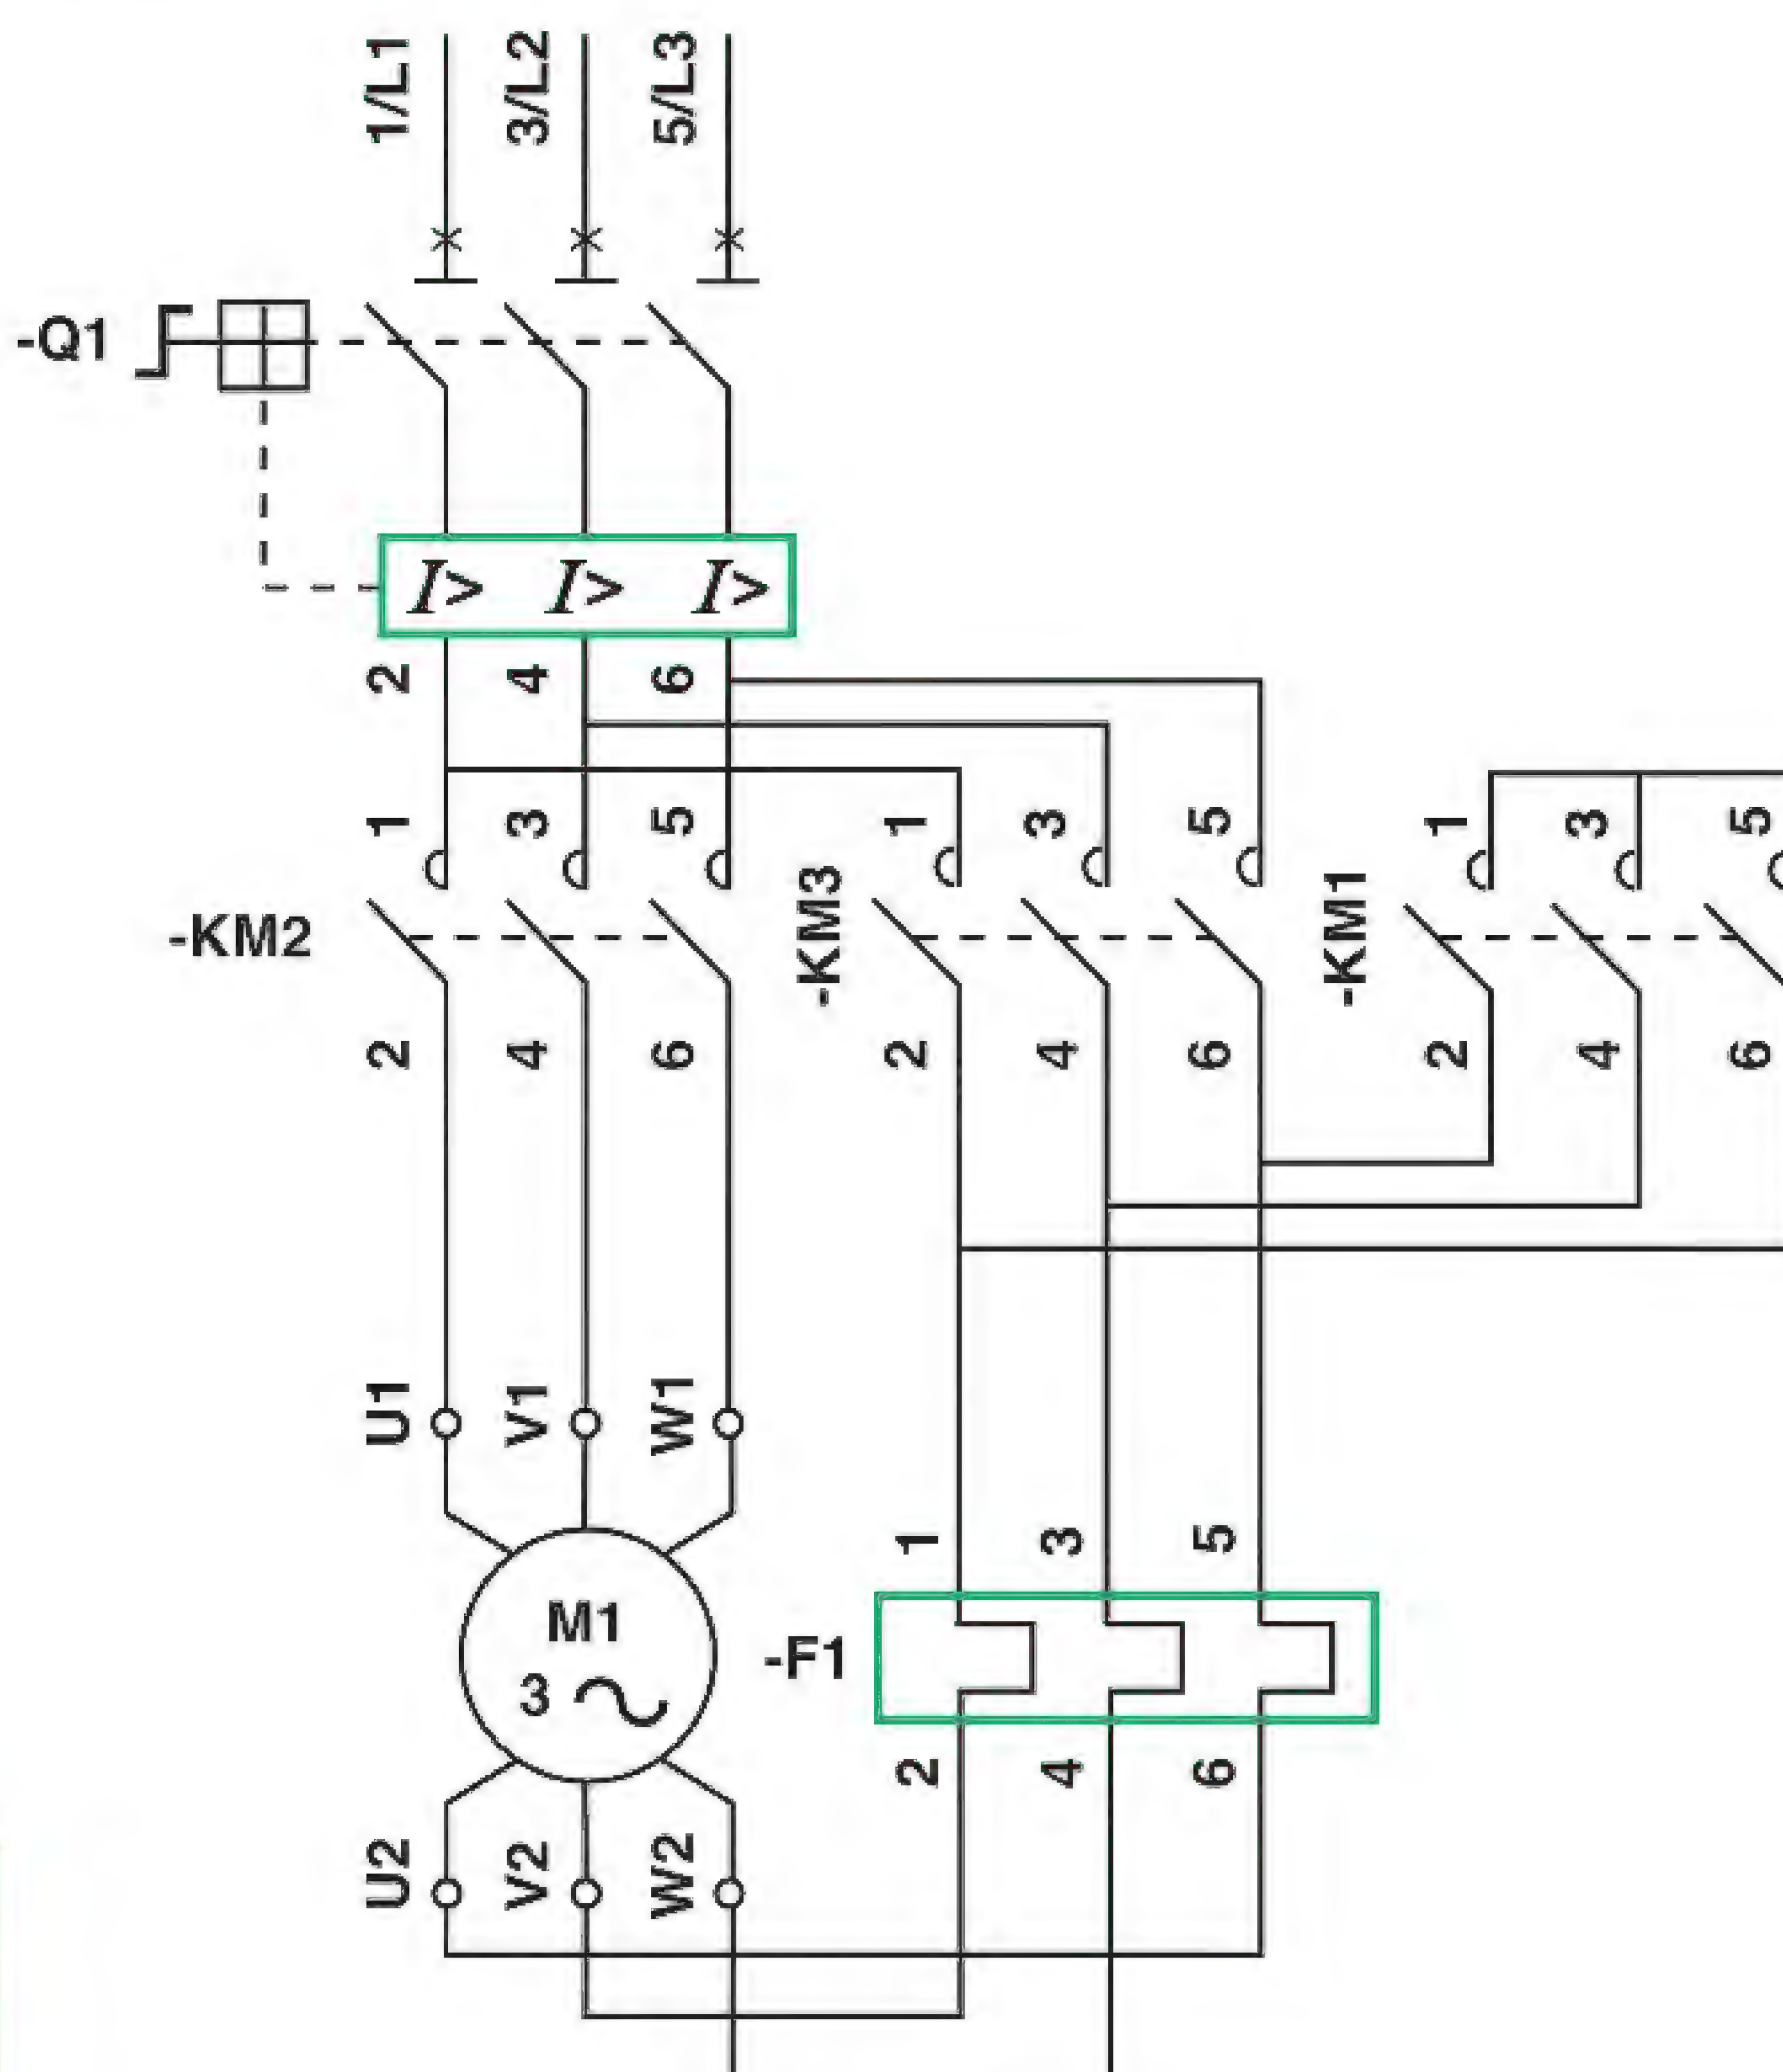 1/L1 3/L2 5/L3
-Q1
I> I> I>
2 4 6
1 3 5 1 3 5 1 3 5
-KM2 -KM3 -KM1
2 4 6 2 4 6 2 4 6
U1 V1 W1
1 3 5
M1
3 ~
-F1
2 4 6
U2 V2 W2